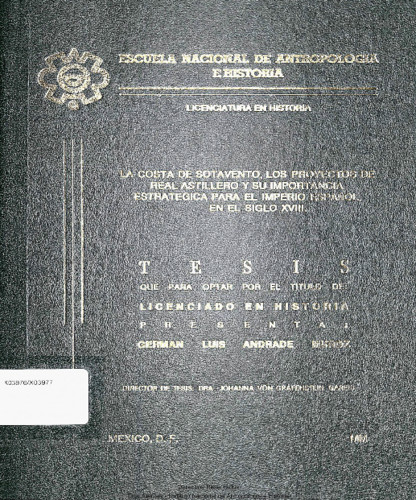 ESCUELA NACIONAL DE ANTROPOLOGIA
E HISTORIA
LICENCIATURA EN HISTORIA
LA COSTA DE SOTAVENTO, LOS PROYECTOS DE
REAL ASTILLERO Y SU IMPORTANCIA
ESTRATEGICA PARA EL IMPERIO ESPAÑOL
EN EL SIGLO XVIII.
T E S I S
QUE PARA OPTAR POR EL TITULO DE:
LICENCIADO EN HISTORIA
P R E S E N T A :
GERMAN LUIS ANDRADE
DIRECTOR DE TESIS: DRA. JOHANNA VON GRAFENSTEIN
MEXICO, D. F.